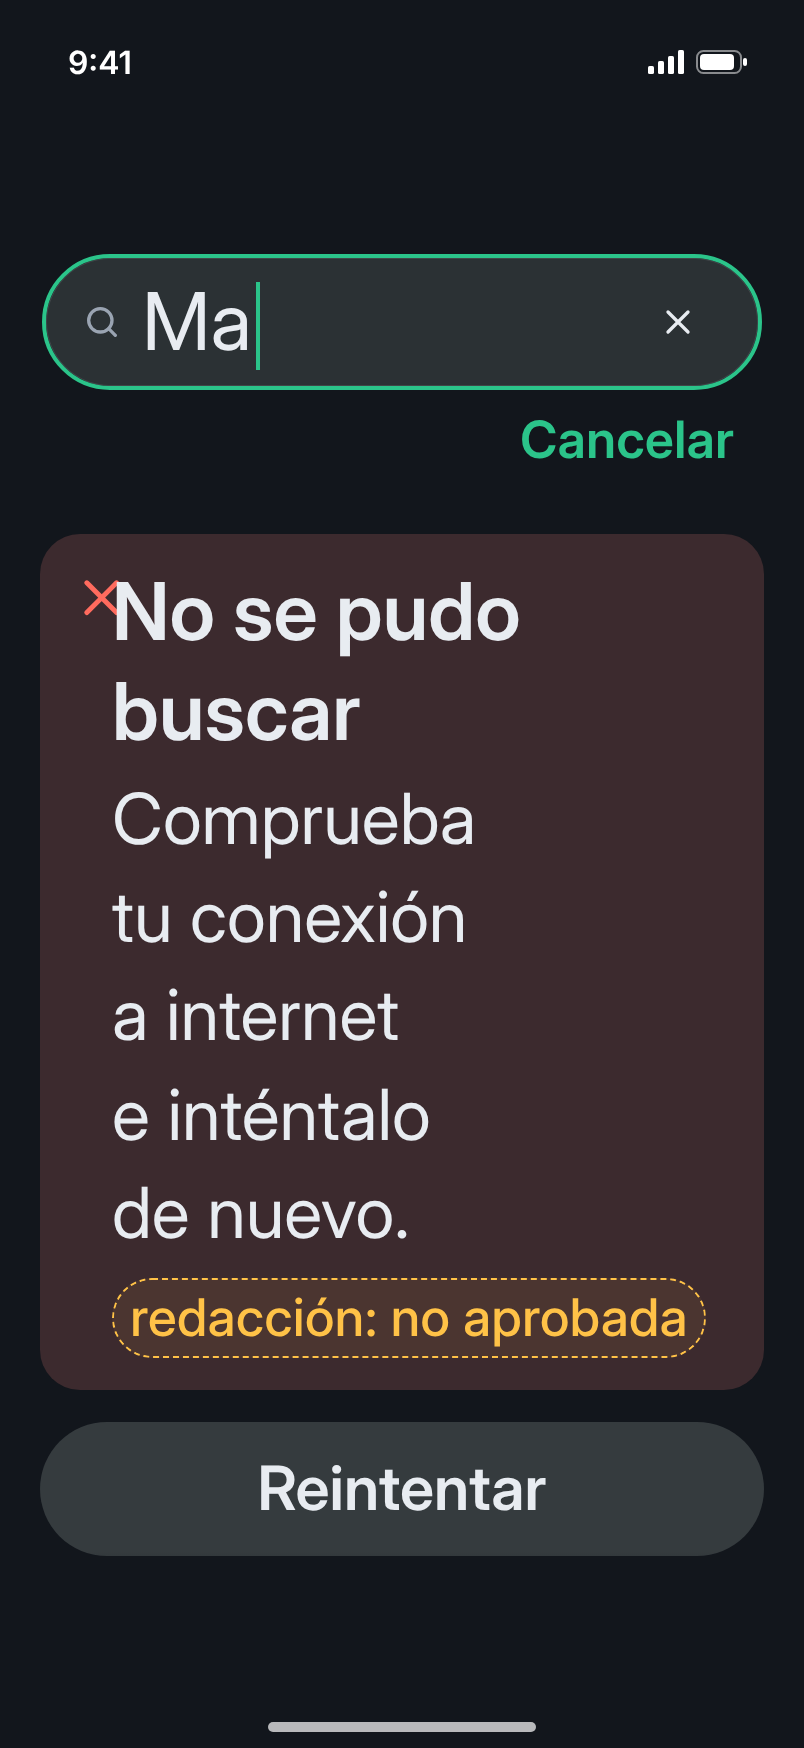 9:41
Ma
Cancelar
No se pudo
buscar
Comprueba
tu conexión
a internet
e inténtalo
de nuevo.
redacción: no aprobada
Reintentar